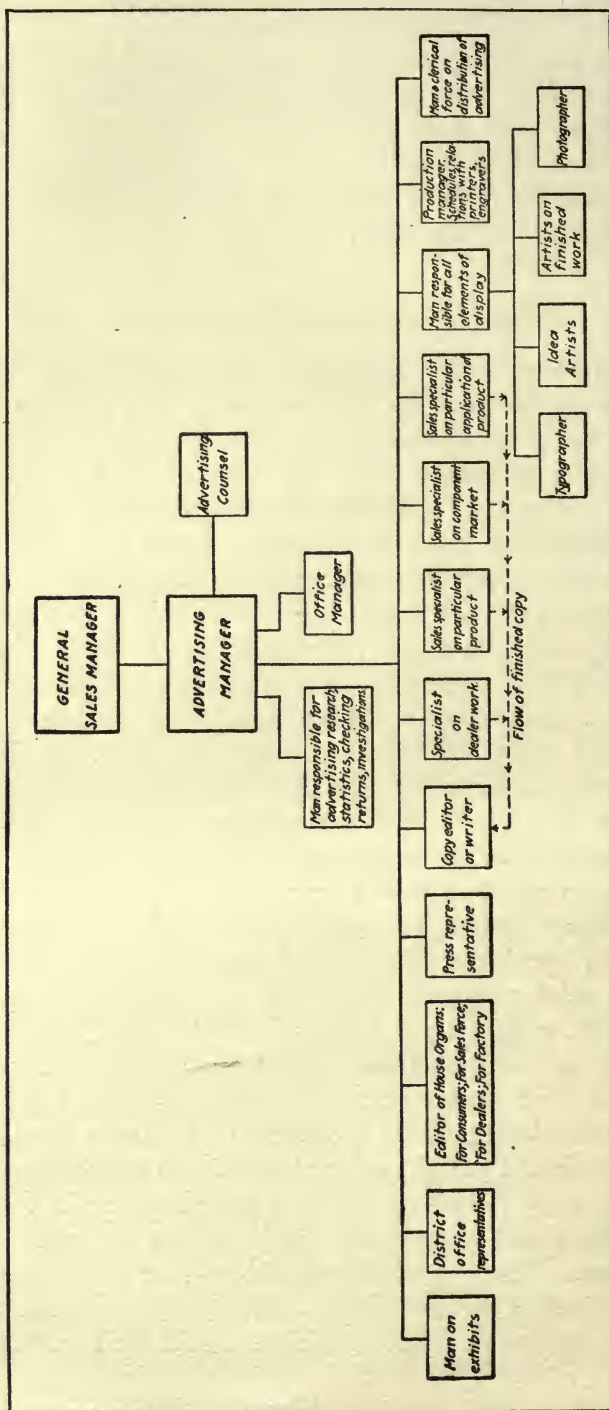 GENERAL
SALES MANAGER
ADVERTISING
MANAGER
Advertising
Counsel
Man responsible for
advertising research,
statistics, checking
returns, investigations
Office
Manager
Man on
exhibits
District
office
representatives
Editor of House Organs:
For Consumers; For Sales Force;
For Dealers; For Factory
Press repre-
sentative
Copy editor
or writer
Specialist
on
dealer work
Sales specialist
on particular
product
Sales specialist
on component
market
Sales specialist
on particular
application of
product
Man respon-
sible for all
elements of
display
Production
manager.
Schedules, rela-
tions with
printers,
engravers
Man & clerical
force on
distribution of
advertising
Flow of finished copy
Typographer
Idea
Artists
Artists on
finished
work
Photographer